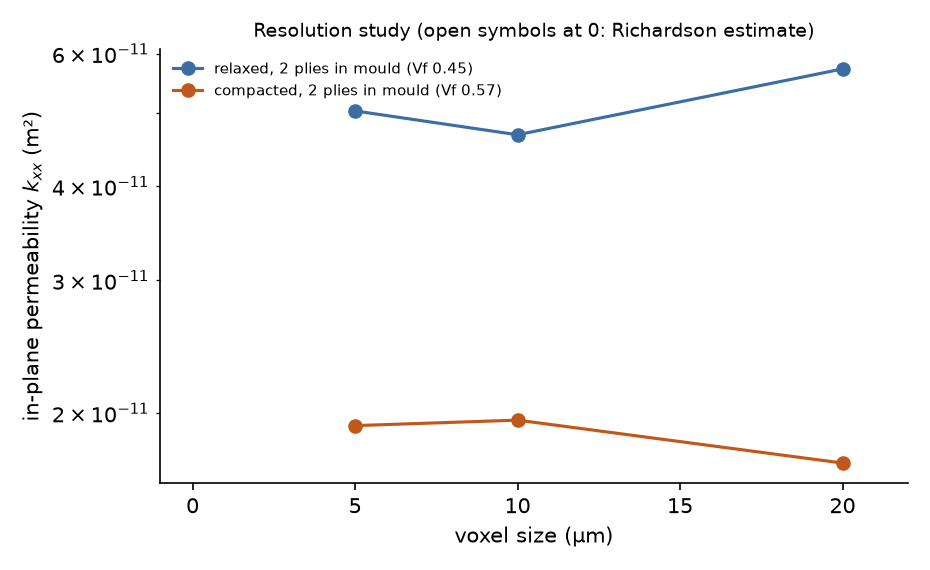 Resolution study (open symbols at 0: Richardson estimate)
relaxed, 2 plies in mould (Vf 0.45)
compacted, 2 plies in mould (Vf 0.57)
in-plane permeability kₓₓ (m²)
6 × 10⁻¹¹
4 × 10⁻¹¹
3 × 10⁻¹¹
2 × 10⁻¹¹
0 5 10 15 20
voxel size (µm)